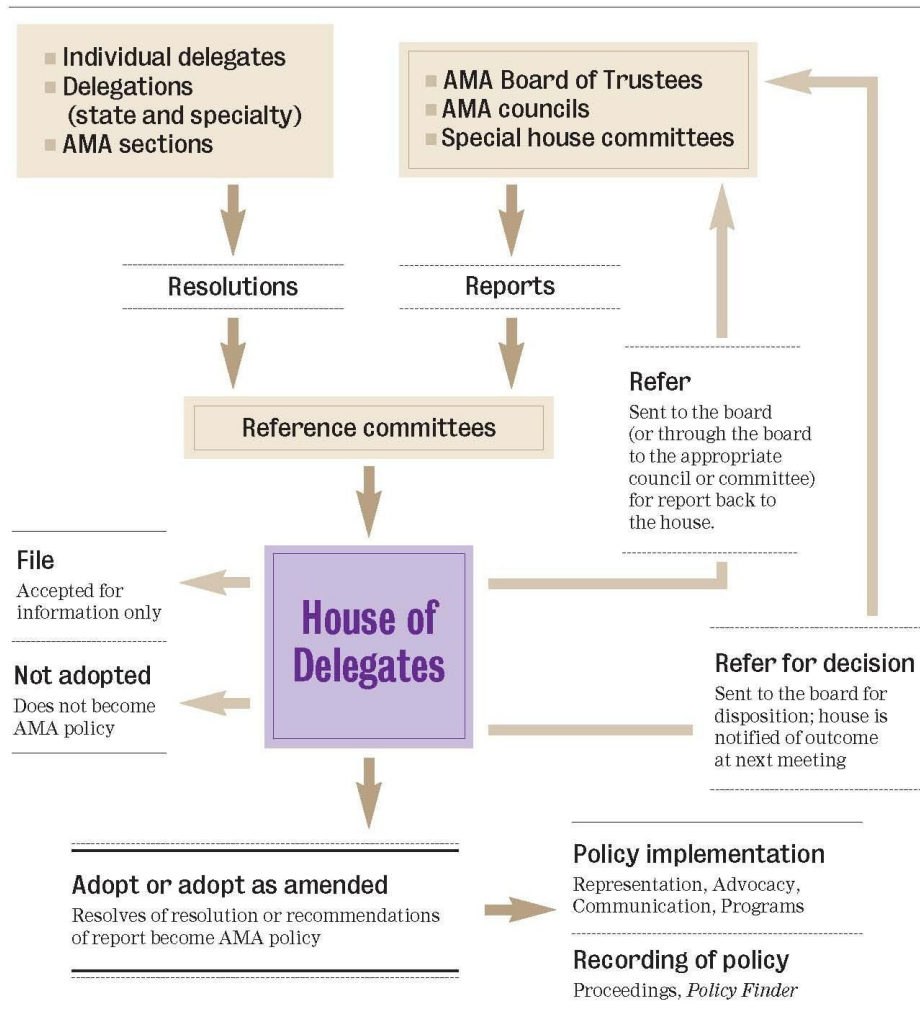 Individual delegates
Delegations
(state and specialty)
AMA sections
AMA Board of Trustees
AMA councils
Special house committees
Resolutions
Reports
Reference committees
Refer
Sent to the board
(or through the board
to the appropriate
council or committee)
for report back to
the house.
File
Accepted for
information only
House of
Delegates
Not adopted
Does not become
AMA policy
Refer for decision
Sent to the board for
disposition; house is
notified of outcome
at next meeting
Adopt or adopt as amended
Resolves of resolution or recommendations
of report become AMA policy
Policy implementation
Representation, Advocacy,
Communication, Programs
Recording of policy
Proceedings, Policy Finder